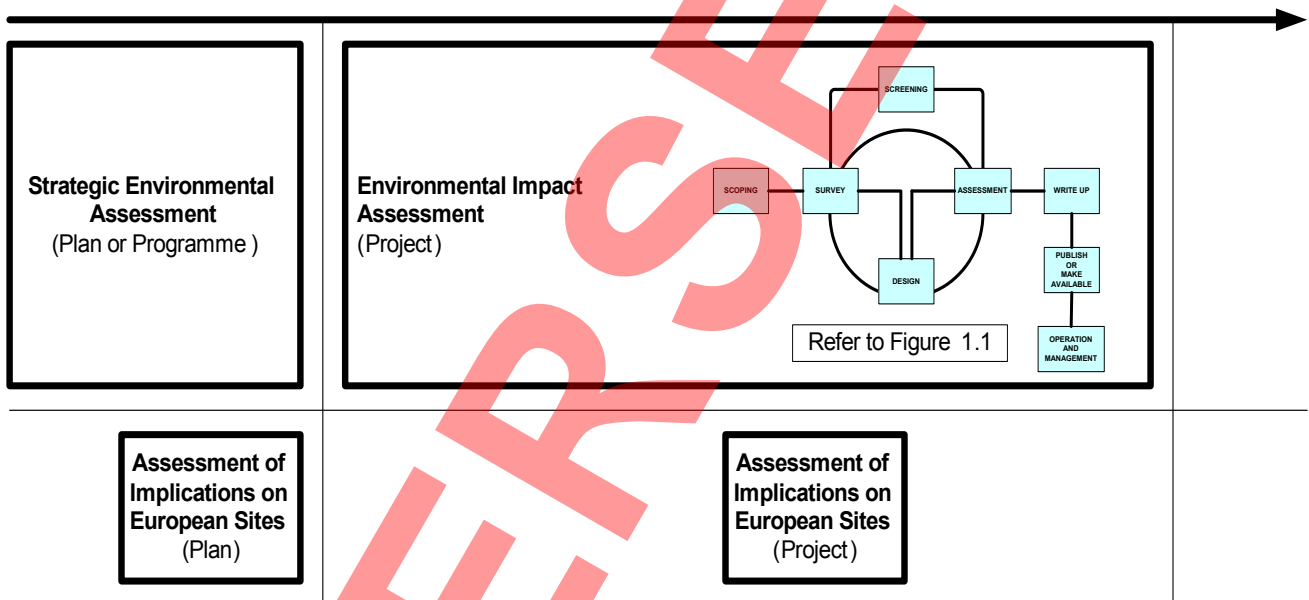 Strategic Environmental
Assessment
(Plan or Programme )
Environmental Impact
Assessment
(Project)
SCREENING
SCOPING
SURVEY
ASSESSMENT
WRITE UP
DESIGN
PUBLISH
OR
MAKE
AVAILABLE
OPERATION
AND
MANAGEMENT
Refer to Figure 1.1
Assessment of
Implications on
European Sites
(Plan)
Assessment of
Implications on
European Sites
(Project)
ERSE